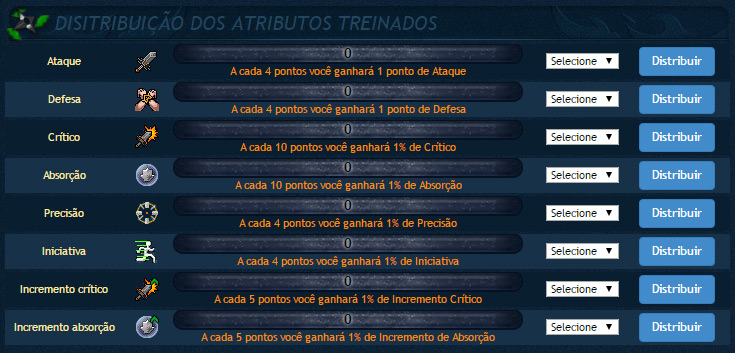 DISITRIBUIÇÃO DOS ATRIBUTOS TREINADOS
Ataque 0 Selecione Distribuir
A cada 4 pontos você ganhará 1 ponto de Ataque
Defesa 0 Selecione Distribuir
A cada 4 pontos você ganhará 1 ponto de Defesa
Crítico 0 Selecione Distribuir
A cada 10 pontos você ganhará 1% de Crítico
Absorção 0 Selecione Distribuir
A cada 10 pontos você ganhará 1% de Absorção
Precisão 0 Selecione Distribuir
A cada 4 pontos você ganhará 1% de Precisão
Iniciativa 0 Selecione Distribuir
A cada 4 pontos você ganhará 1% de Iniciativa
Incremento crítico 0 Selecione Distribuir
A cada 5 pontos você ganhará 1% de Incremento Crítico
Incremento absorção 0 Selecione Distribuir
A cada 5 pontos você ganhará 1% de Incremento de Absorção